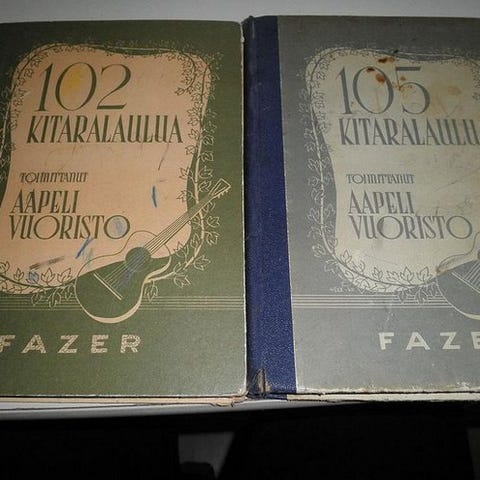 102
KITARALAULUA
TOIMITTANUT
AAPELI
VUORISTO
FAZER
105
KITARALAULU
TOIMITTANUT
AAPELI
VUORISTO
FAZE